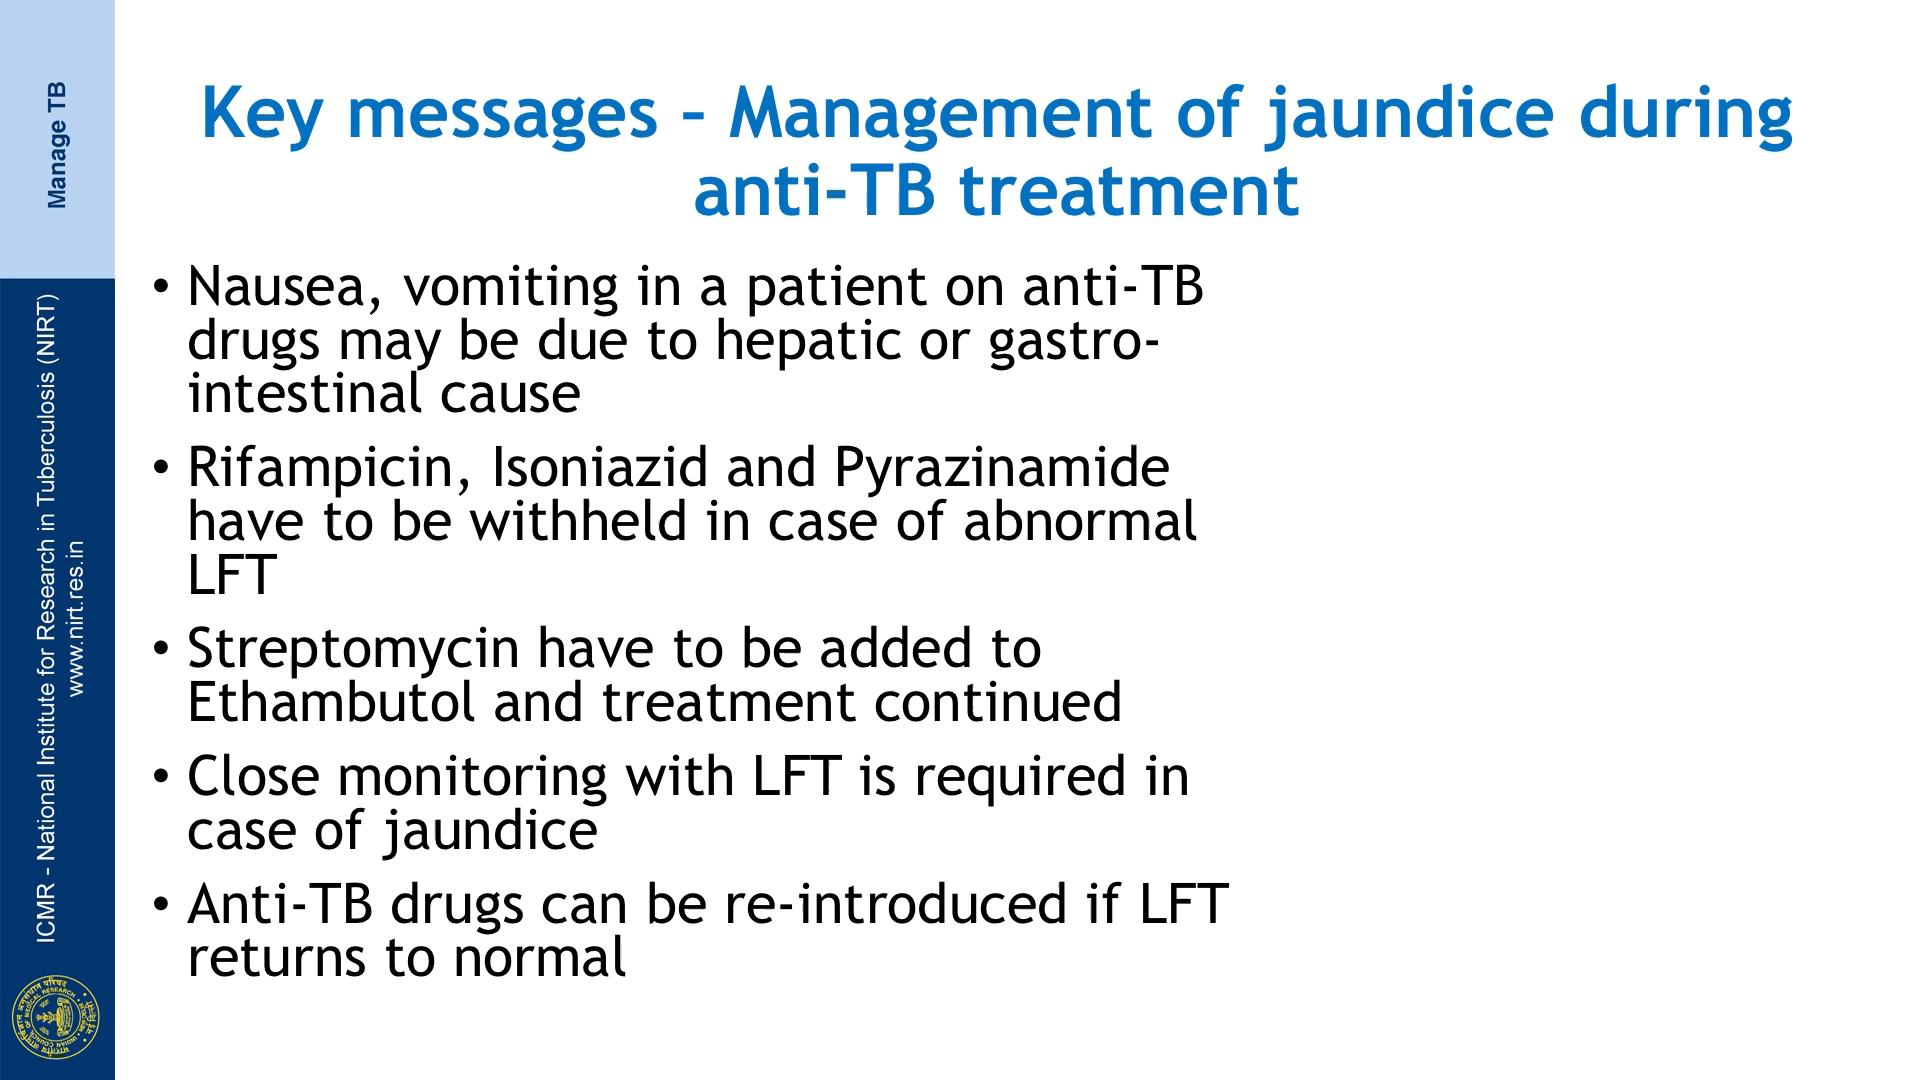 Manage TB
ICMR - National Institute for Research in Tuberculosis (NIRT)
www.nirt.res.in
Key messages – Management of jaundice during
anti-TB treatment
• Nausea, vomiting in a patient on anti-TB
drugs may be due to hepatic or gastro-
intestinal cause
• Rifampicin, Isoniazid and Pyrazinamide
have to be withheld in case of abnormal
LFT
• Streptomycin have to be added to
Ethambutol and treatment continued
• Close monitoring with LFT is required in
case of jaundice
• Anti-TB drugs can be re-introduced if LFT
returns to normal